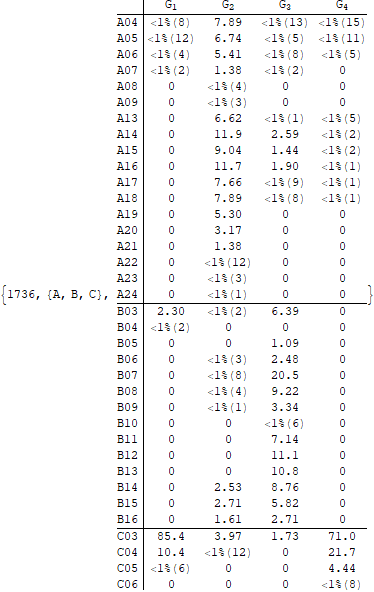 G1 G2 G3 G4
A04 <1%(8) 7.89 <1%(13) <1%(15)
A05 <1%(12) 6.74 <1%(5) <1%(11)
A06 <1%(4) 5.41 <1%(8) <1%(5)
A07 <1%(2) 1.38 <1%(2) 0
A08 0 <1%(4) 0 0
A09 0 <1%(3) 0 0
A13 0 6.62 <1%(1) <1%(5)
A14 0 11.9 2.59 <1%(2)
A15 0 9.04 1.44 <1%(2)
A16 0 11.7 1.90 <1%(1)
A17 0 7.66 <1%(9) <1%(1)
A18 0 7.89 <1%(8) <1%(1)
A19 0 5.30 0 0
A20 0 3.17 0 0
A21 0 1.38 0 0
A22 0 <1%(12) 0 0
A23 0 <1%(3) 0 0
{1736, {A, B, C}, A24 0 <1%(1) 0 0 }
B03 2.30 <1%(2) 6.39 0
B04 <1%(2) 0 0 0
B05 0 0 1.09 0
B06 0 <1%(3) 2.48 0
B07 0 <1%(8) 20.5 0
B08 0 <1%(4) 9.22 0
B09 0 <1%(1) 3.34 0
B10 0 0 <1%(6) 0
B11 0 0 7.14 0
B12 0 0 11.1 0
B13 0 0 10.8 0
B14 0 2.53 8.76 0
B15 0 2.71 5.82 0
B16 0 1.61 2.71 0
C03 85.4 3.97 1.73 71.0
C04 10.4 <1%(12) 0 21.7
C05 <1%(6) 0 0 4.44
C06 0 0 0 <1%(8)